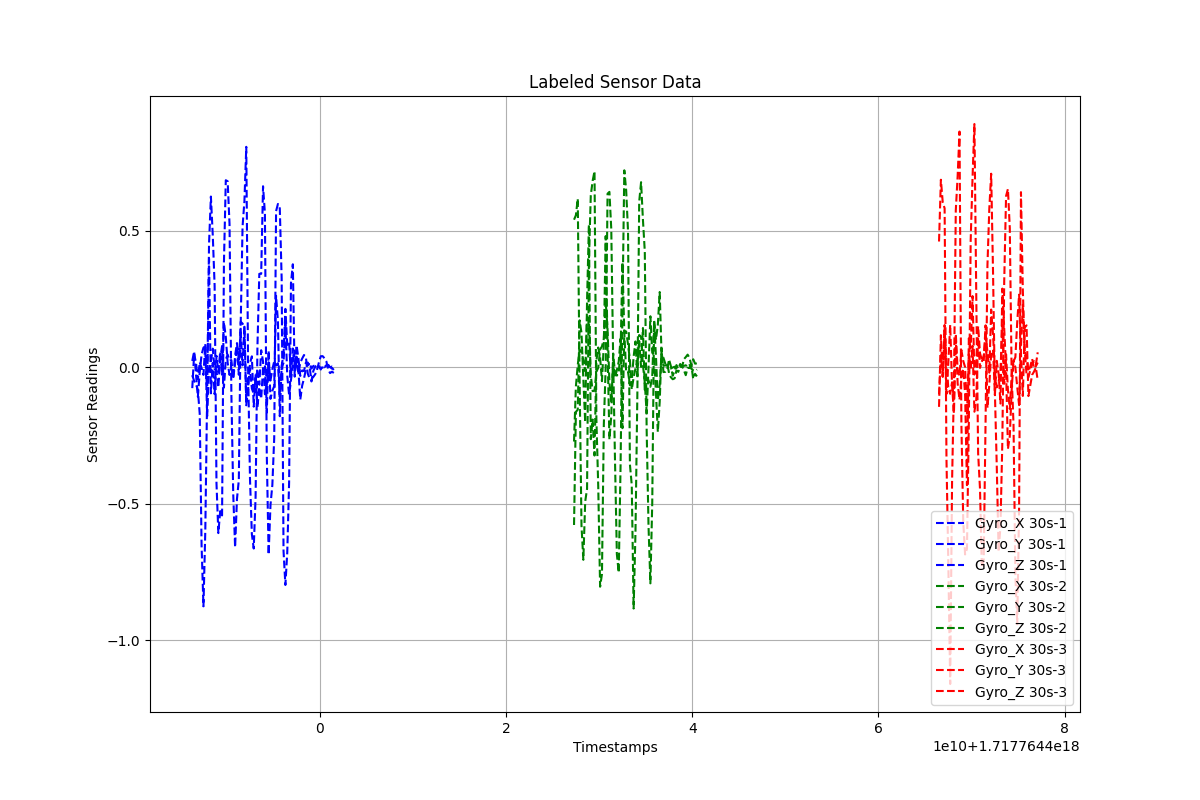 Labeled Sensor Data
Sensor Readings
0.5
0.0
−0.5
−1.0
0
2
4
6
8
Timestamps
1e10+1.7177644e18
Gyro_X 30s-1
Gyro_Y 30s-1
Gyro_Z 30s-1
Gyro_X 30s-2
Gyro_Y 30s-2
Gyro_Z 30s-2
Gyro_X 30s-3
Gyro_Y 30s-3
Gyro_Z 30s-3